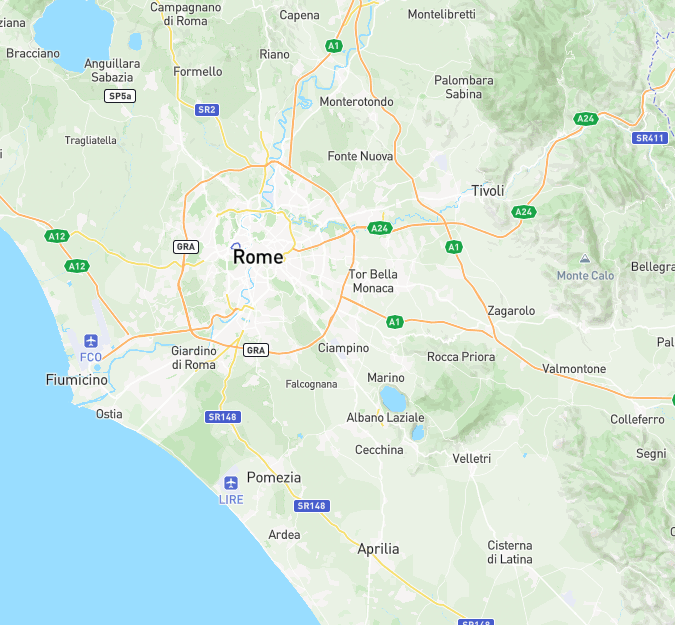 Campagnano
di Roma
Capena
Montelibretti
ziana
Bracciano
Anguillara
Sabazia
Riano
A1
Formello
SP5a
SR2
Palombara
Sabina
Monterotondo
A24
SR411
Tragliatella
i
Fonte Nuova
Tivoli
A24
A24
A12
GRA
A1
Rome
A12
Tor Bella
Monaca
Monte Calo
Bellegra
Zagarolo
A1
FCO
Giardino
di Roma
GRA
Ciampino
Rocca Priora
Pal
Valmontone
Fiumicino
Falcognana
Marino
Ostia
SR148
Albano Laziale
Colleferro
Cecchina
Velletri
Segni
Pomezia
LIRE
SR148
Ardea
Aprilia
Cisterna
di Latina
SR148